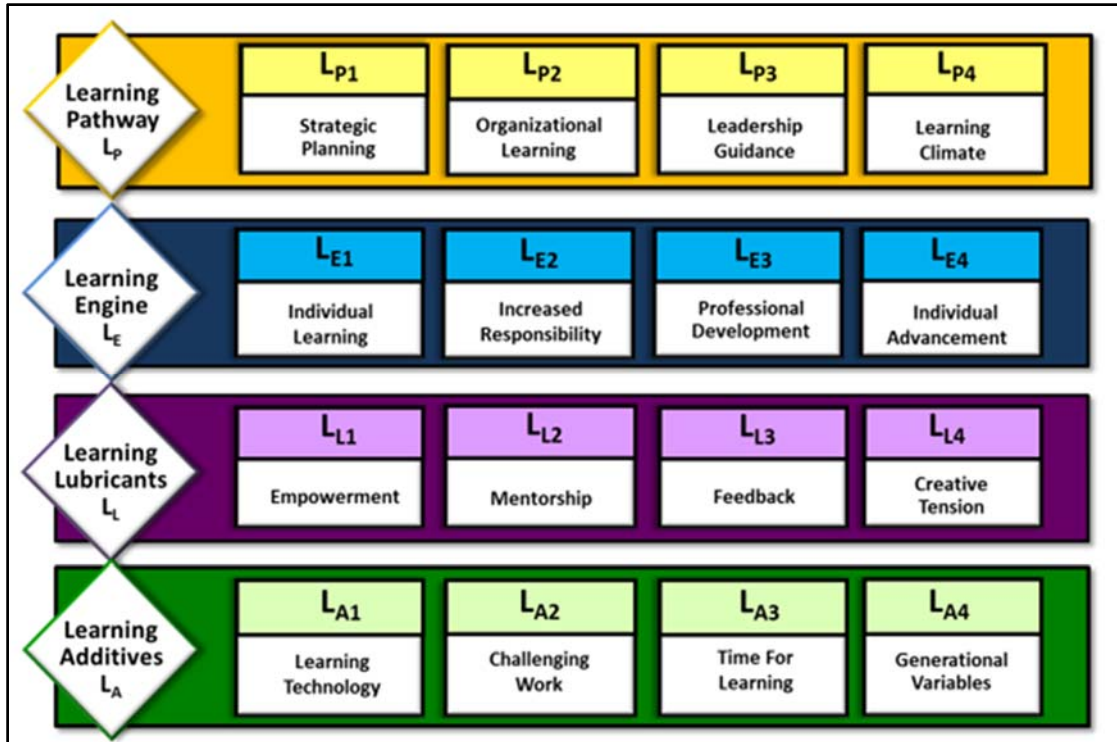 Learning
Pathway
LP
LP1
Strategic
Planning
LP2
Organizational
Learning
LP3
Leadership
Guidance
LP4
Learning
Climate
Learning
Engine
LE
LE1
Individual
Learning
LE2
Increased
Responsibility
LE3
Professional
Development
LE4
Individual
Advancement
Learning
Lubricants
LL
LL1
Empowerment
LL2
Mentorship
LL3
Feedback
LL4
Creative
Tension
Learning
Additives
LA
LA1
Learning
Technology
LA2
Challenging
Work
LA3
Time For
Learning
LA4
Generational
Variables